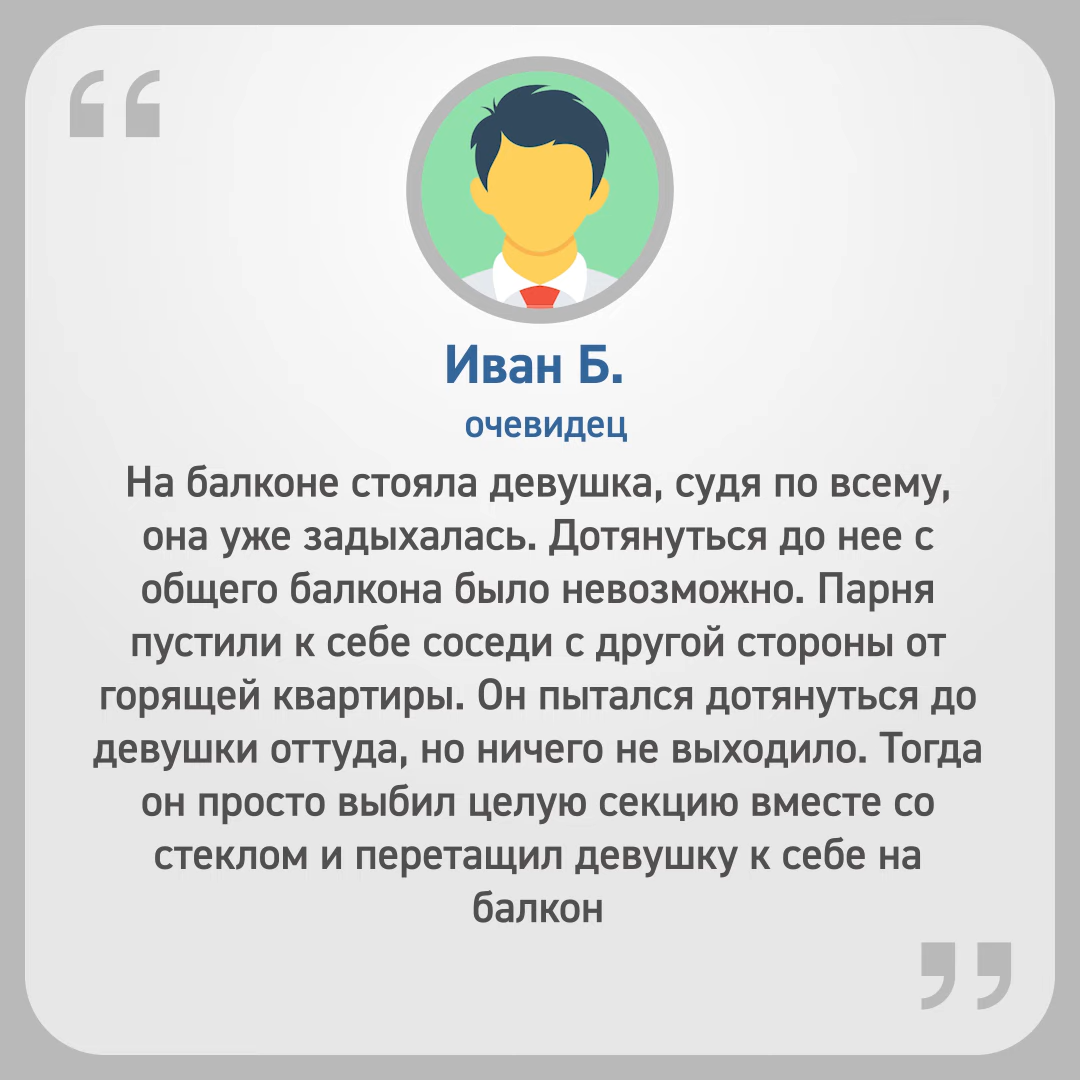 Иван Б.
очевидец
На балконе стояла девушка, судя по всему,
она уже задыхалась. Дотянуться до нее с
общего балкона было невозможно. Парня
пустили к себе соседи с другой стороны от
горящей квартиры. Он пытался дотянуться до
девушки оттуда, но ничего не выходило. Тогда
он просто выбил целую секцию вместе со
стеклом и перетащил девушку к себе на
балкон